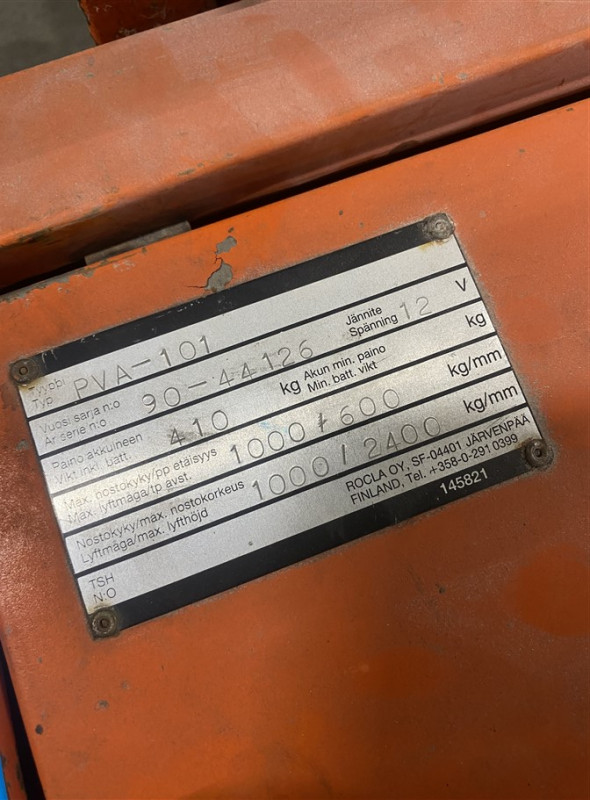 Tyyppi
Typ PVA-101
Vuosi sarja n:o
År serie n:o 90-44126 Jännite
Spänning 12 V
Paino akkuineen
Vikt inkl. batt. 410 kg Akun min. paino
Min. batt. vikt kg
Max. nostokyky/pp etäisyys
Max. lyftmåga/tp avst. 1000/600 kg/mm
Nostokyky/max. nostokorkeus
Lyftmåga/max. lyfthöjd 1000/2400 kg/mm
TSH
N:O
ROCLA OY, SF-04401 JÄRVENPÄÄ
FINLAND, Tel. +358-0-291 0399
145821